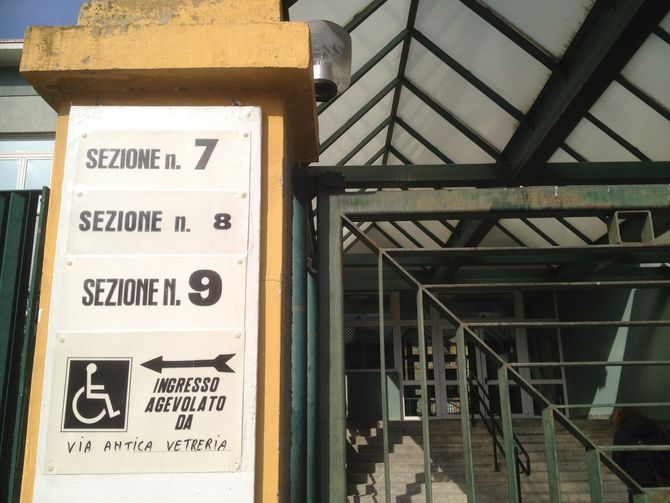 SEZIONE n. 7
SEZIONE n. 8
SEZIONE N. 9
INGRESSO
AGEVOLATO
DA
VIA ANTICA VETRERIA